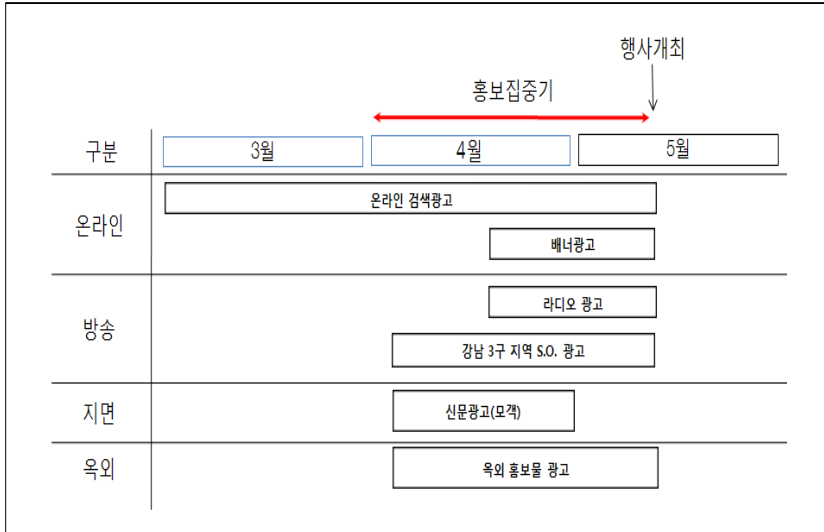 행사개최
홍보집중기
구분 3월 4월 5월
온라인 검색광고
온라인
배너광고
라디오 광고
방송
강남 3구 지역 S.O. 광고
지면 신문광고(모객)
옥외 옥외 홍보물 광고